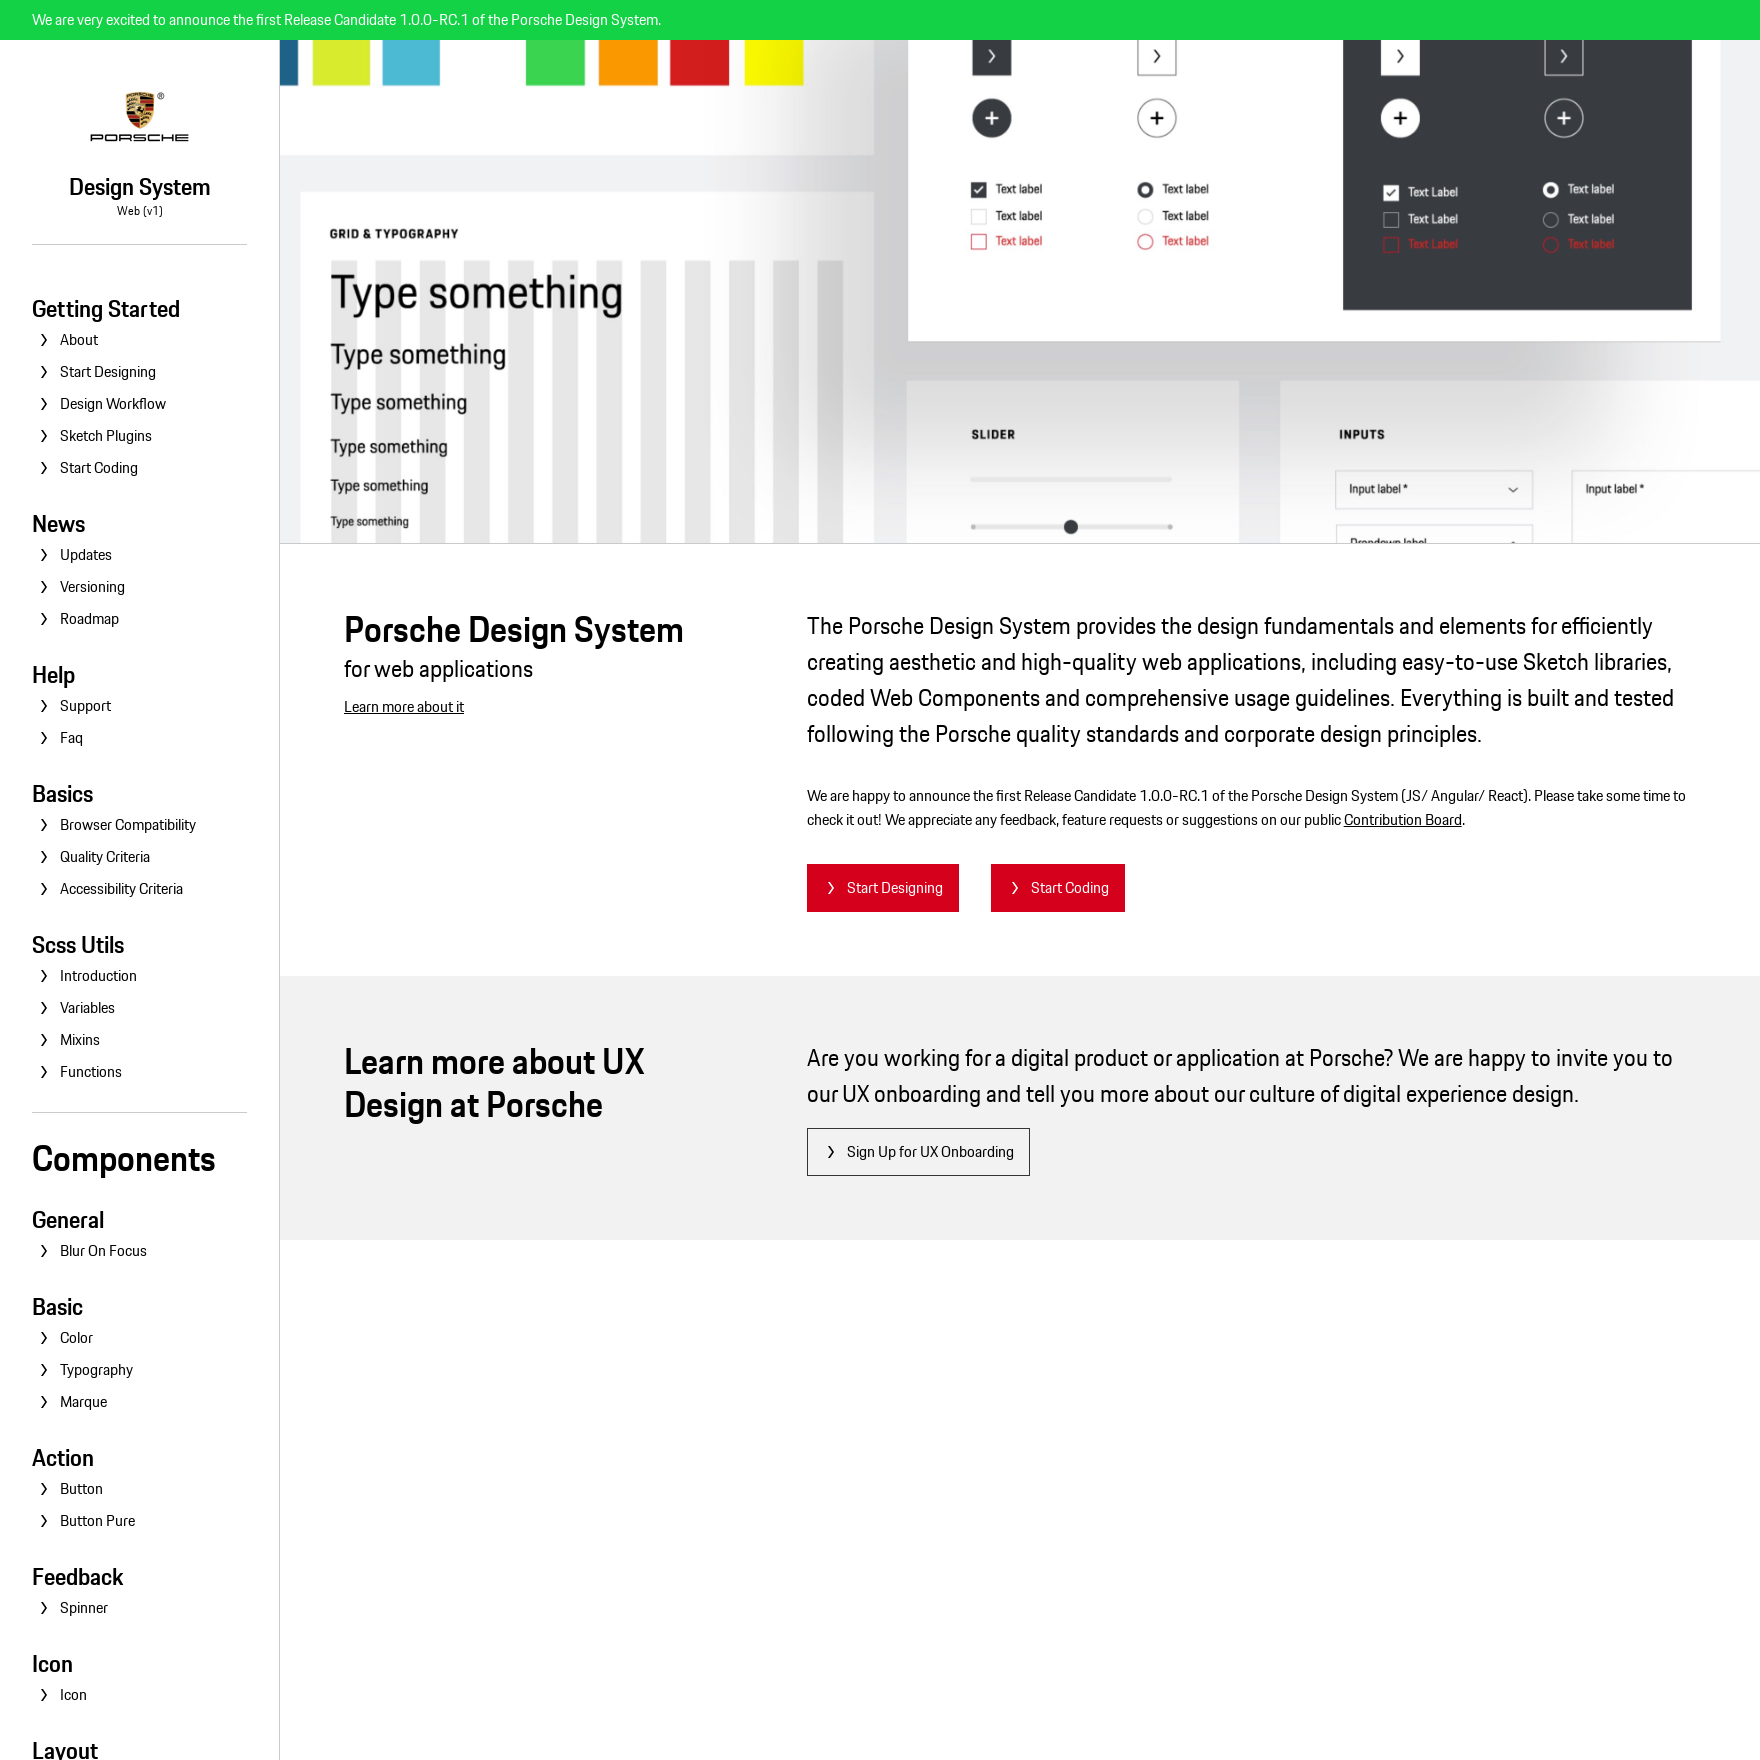 We are very excited to announce the first Release Candidate 1.0.0-RC.1 of the Porsche Design System.
®
PORSCHE
Design System
Web (v1)
Getting Started
About
Start Designing
Design Workflow
Sketch Plugins
Start Coding
News
Updates
Versioning
Roadmap
Help
Support
Faq
Basics
Browser Compatibility
Quality Criteria
Accessibility Criteria
Scss Utils
Introduction
Variables
Mixins
Functions
Components
General
Blur On Focus
Basic
Color
Typography
Marque
Action
Button
Button Pure
Feedback
Spinner
Icon
Icon
Layout
GRID & TYPOGRAPHY
Type something
Type something
Type something
Type something
Type something
Type something
Text label
Text label
Text label
Text label
Text label
Text label
Text Label
Text Label
Text Label
Text label
Text label
Text label
SLIDER
INPUTS
Input label *
Input label *
Dropdown label
Porsche Design System
for web applications
Learn more about it
The Porsche Design System provides the design fundamentals and elements for efficiently
creating aesthetic and high-quality web applications, including easy-to-use Sketch libraries,
coded Web Components and comprehensive usage guidelines. Everything is built and tested
following the Porsche quality standards and corporate design principles.
We are happy to announce the first Release Candidate 1.0.0-RC.1 of the Porsche Design System (JS/ Angular/ React). Please take some time to
check it out! We appreciate any feedback, feature requests or suggestions on our public Contribution Board.
Start Designing
Start Coding
Learn more about UX
Design at Porsche
Are you working for a digital product or application at Porsche? We are happy to invite you to
our UX onboarding and tell you more about our culture of digital experience design.
Sign Up for UX Onboarding